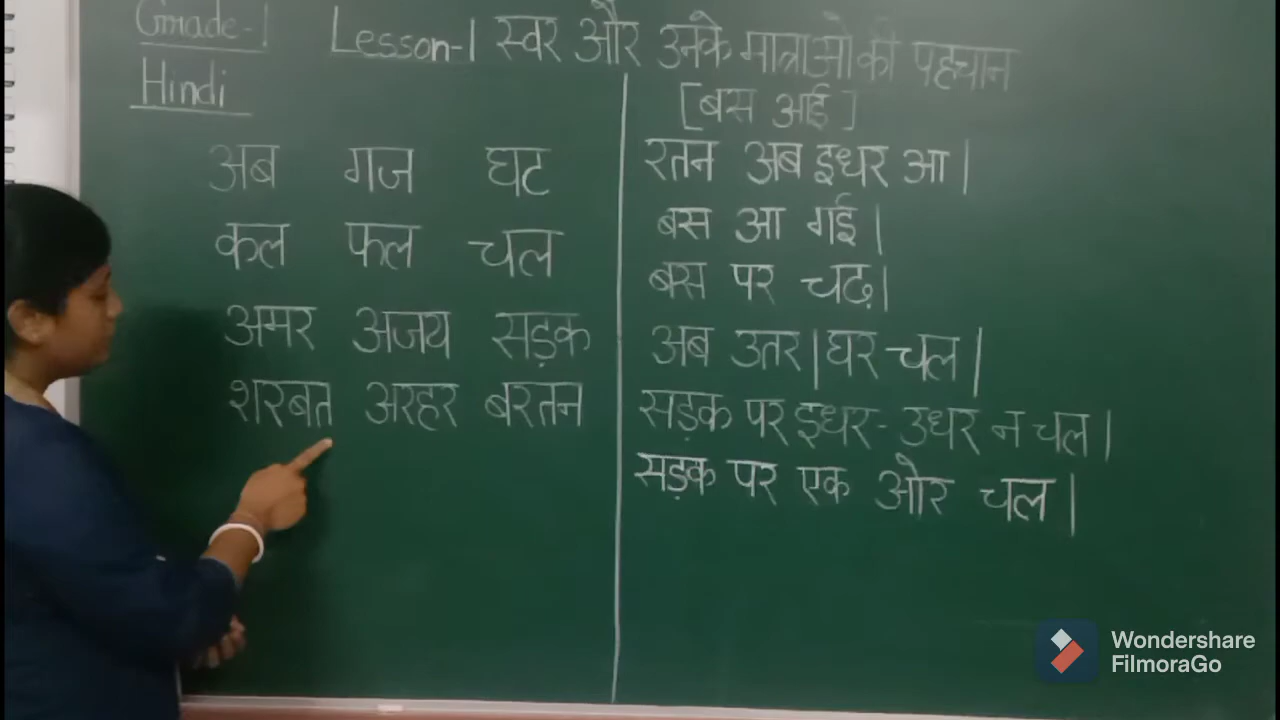 Grade-1
Lesson-1 स्वर और उनके मात्राओ की पहचान
Hindi
अब गज घट
कल फल चल
अमर अजय सड़क
शरबत अरहर बरतन
[बस आई]
रतन अब इधर आ।
बस आ गई।
बस पर चढ़।
अब उतर। घर चल।
सड़क पर इधर-उधर न चल।
सड़क पर एक ओर चल।
Wondershare
FilmoraGo